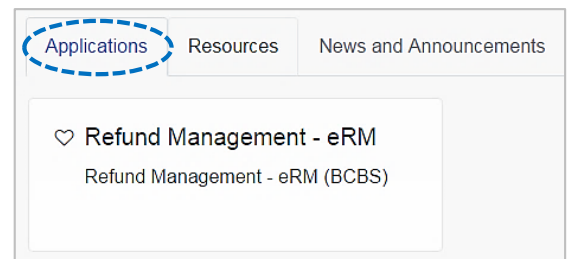 Applications Resources News and Announcements
Refund Management - eRM
Refund Management - eRM (BCBS)